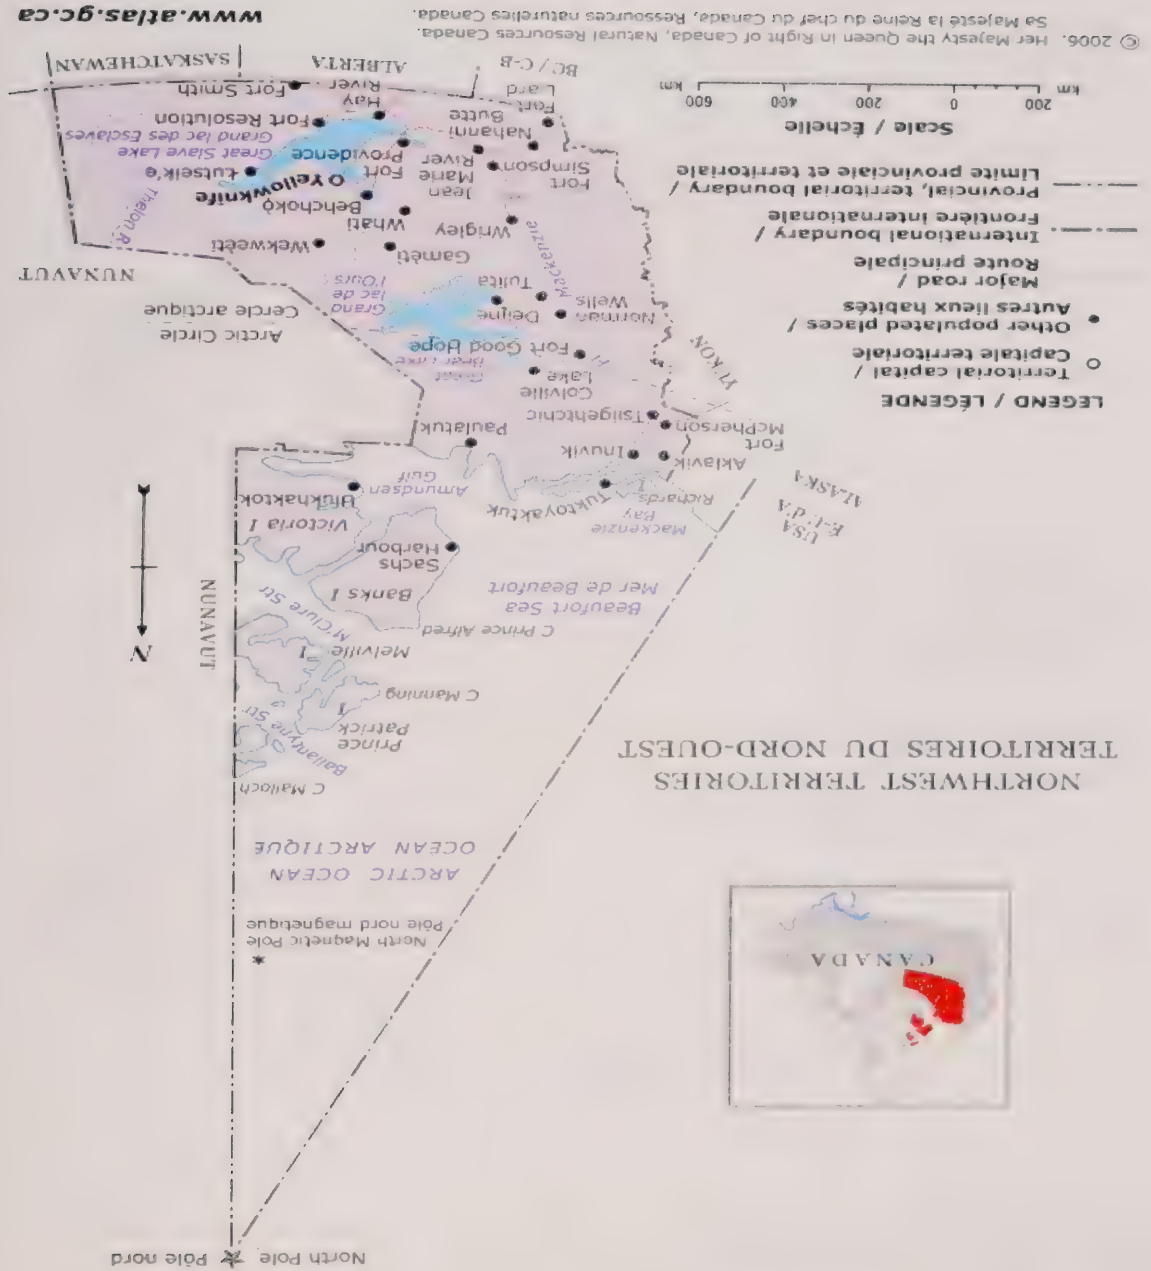 North Pole Pôle nord
CANADA
North Magnetic Pole
Pôle nord magnétique
ARCTIC OCEAN
OCÉAN ARCTIQUE
NORTHWEST TERRITORIES
TERRITOIRES DU NORD-OUEST
C Malloch
Ballantyne Str
Prince
Patrick
I
C Manning
Melville I
M'Clure Str
NUNAVUT
N
C Prince Alfred
Banks I
Beaufort Sea
Mer de Beaufort
Sachs
Harbour
Victoria I
Ulukhaktok
Amundsen
Gulf
USA
É.-U. d'A
ALASKA
Mackenzie
Bay
Richards
I
Tuktoyaktuk
Aklavik
Inuvik
Paulatuk
Fort
McPherson
Tsiigehtchic
YUKON
Colville
Lake
Great
Bear Lake
Fort Good Hope
Grand
lac de
l'Ours
Arctic Circle
Cercle arctique
Norman
Wells
Deline
Tulita
Mackenzie
NUNAVUT
Gamètì
Wekweètì
Wrigley
Whatì
Behchokò
Thelon R
Yellowknife
Łutselk'e
Fort
Simpson
Jean
Marie
River
Fort
Providence
Great Slave Lake
Grand lac des Esclaves
Nahanni
Butte
Fort Resolution
Fort
Liard
Hay
River
Fort Smith
BC / C-B
ALBERTA
SASKATCHEWAN
LEGEND / LÉGENDE
Territorial capital /
Capitale territoriale
Other populated places /
Autres lieux habités
Major road /
Route principale
International boundary /
Frontière internationale
Provincial, territorial boundary /
Limite provinciale et territoriale
Scale / Échelle
200 0 200 400 600
km km
© 2006. Her Majesty the Queen in Right of Canada, Natural Resources Canada.
Sa Majesté la Reine du chef du Canada, Ressources naturelles Canada.
www.atlas.gc.ca